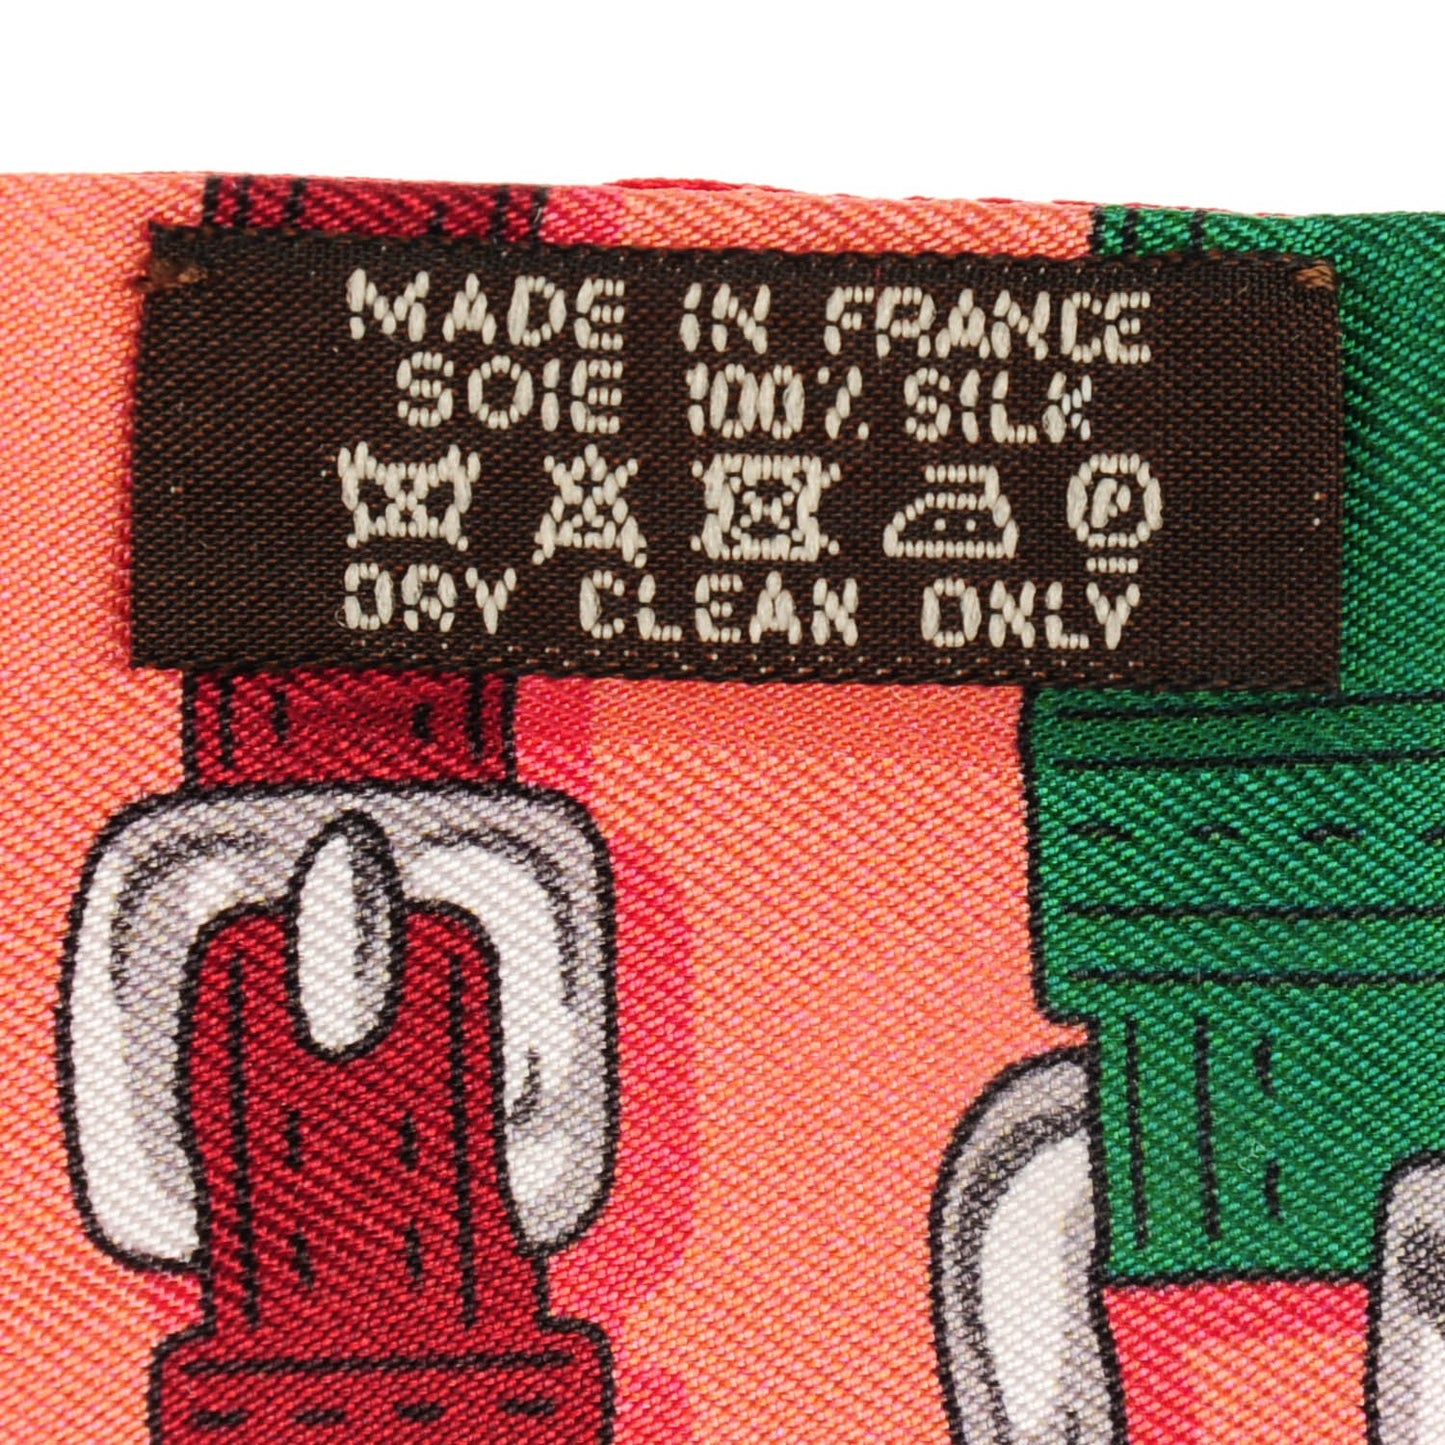 MADE IN FRANCE
SOIE 100% SILK
P
DRY CLEAN ONLY